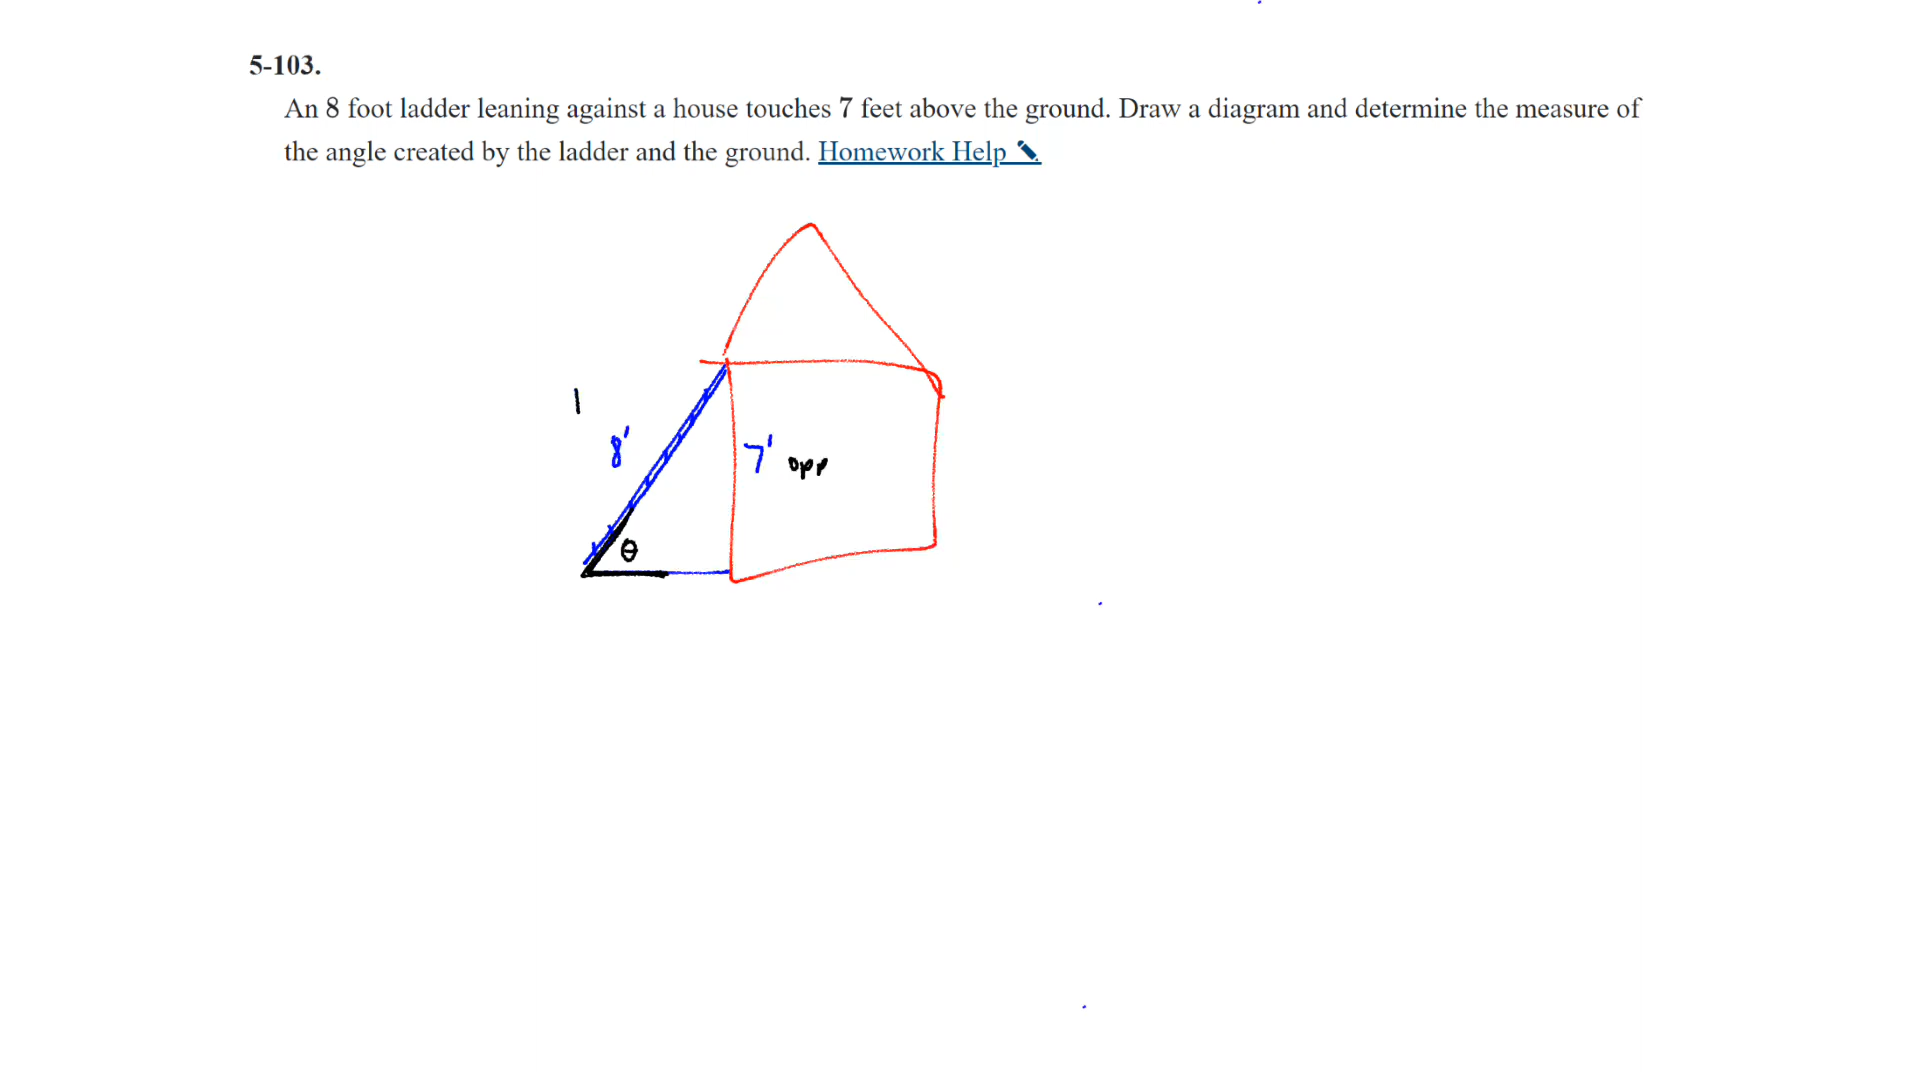 5-103.
An 8 foot ladder leaning against a house touches 7 feet above the ground. Draw a diagram and determine the measure of
the angle created by the ladder and the ground. Homework Help
8'
7' opp
θ